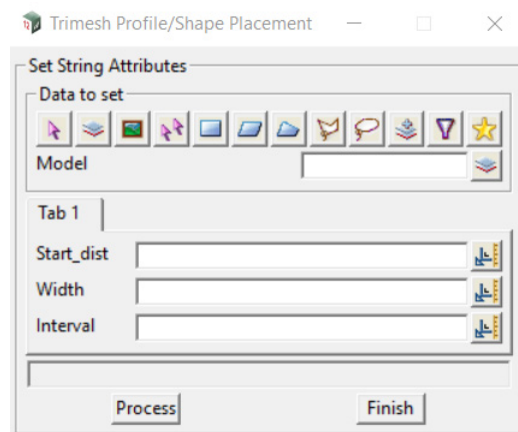 Trimesh Profile/Shape Placement
Set String Attributes
Data to set
Model
Tab 1
Start_dist
Width
Interval
Process Finish